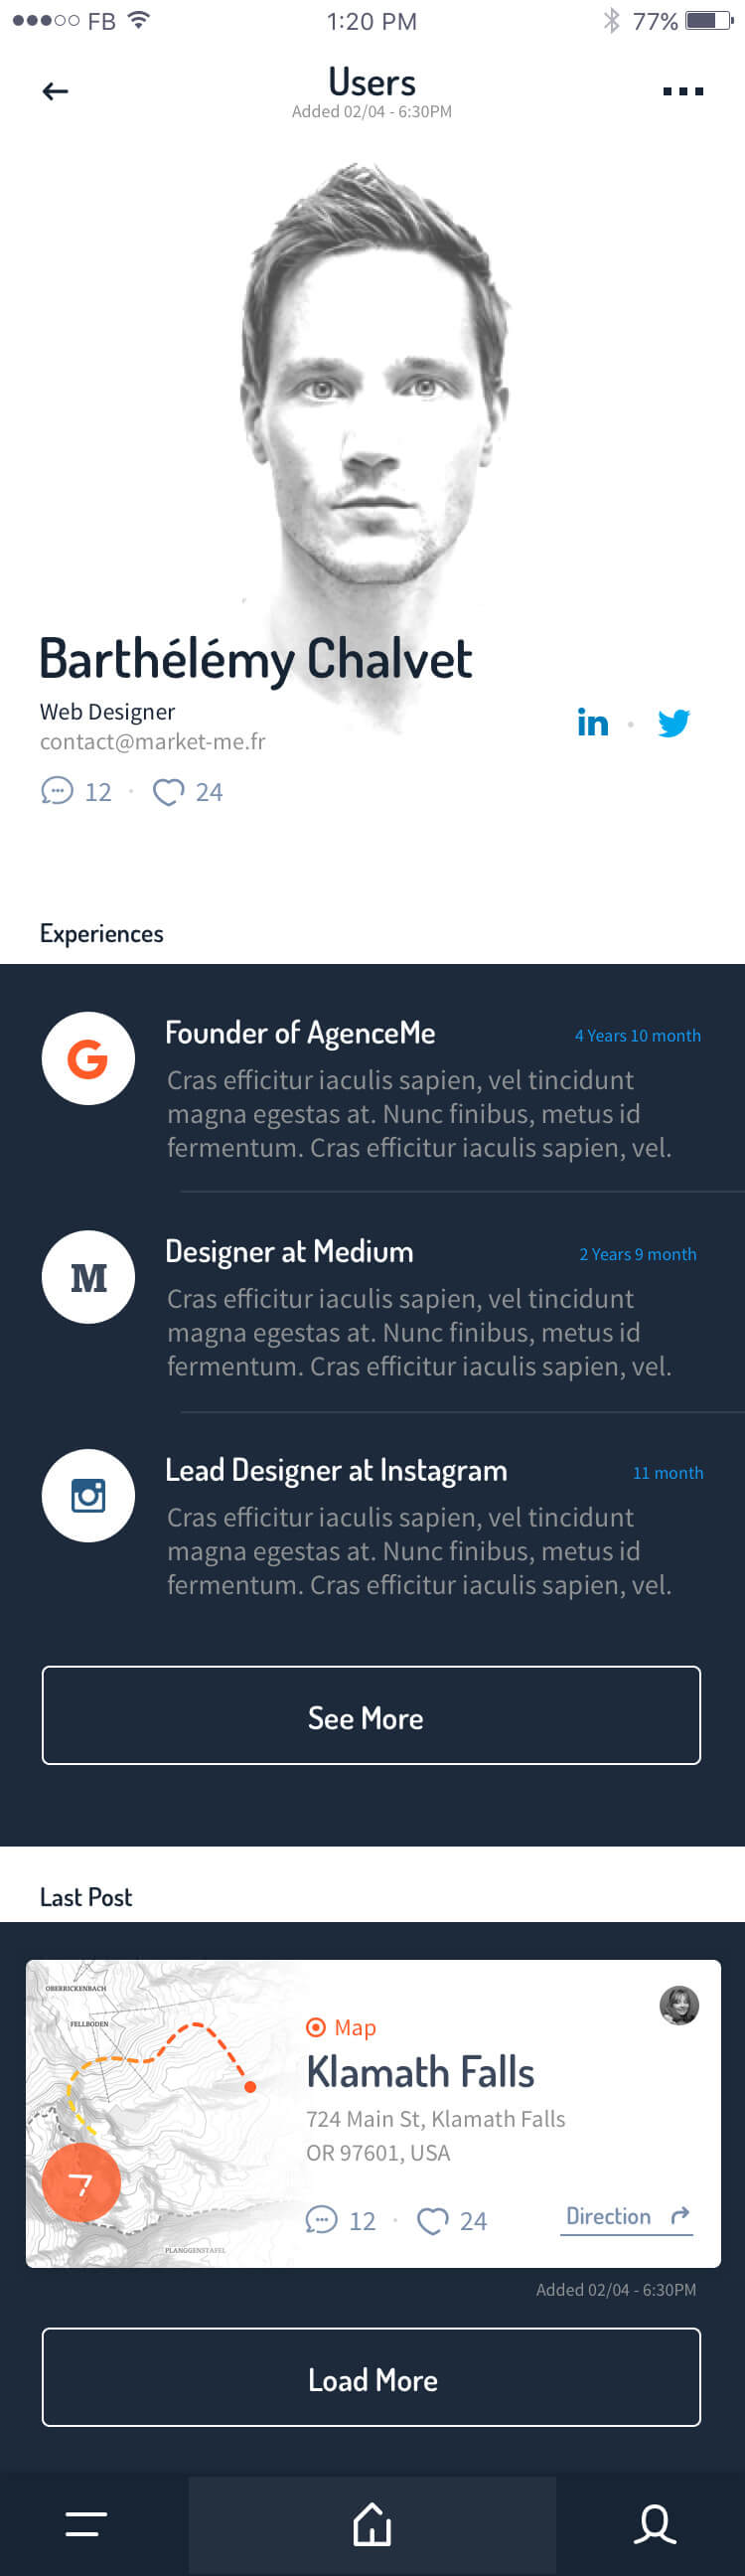 FB 1:20 PM 77%
Users
Added 02/04 - 6:30PM
Barthélémy Chalvet
Web Designer
contact@market-me.fr
in
12 24
Experiences
G
Founder of AgenceMe 4 Years 10 month
Cras efficitur iaculis sapien, vel tincidunt
magna egestas at. Nunc finibus, metus id
fermentum. Cras efficitur iaculis sapien, vel.
M
Designer at Medium 2 Years 9 month
Cras efficitur iaculis sapien, vel tincidunt
magna egestas at. Nunc finibus, metus id
fermentum. Cras efficitur iaculis sapien, vel.
Lead Designer at Instagram 11 month
Cras efficitur iaculis sapien, vel tincidunt
magna egestas at. Nunc finibus, metus id
fermentum. Cras efficitur iaculis sapien, vel.
See More
Last Post
OBERRICKENBACH
FELLBODEN
PLANGGENSTAFEL
Map
Klamath Falls
724 Main St, Klamath Falls
OR 97601, USA
12 24 Direction
Added 02/04 - 6:30PM
Load More